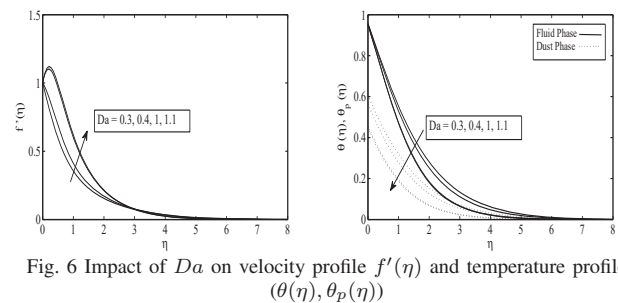 1.5
1
0.5
0
0 1 2 3 4 5 6 7 8
f'(η)
η
Da = 0.3, 0.4, 1, 1.1
1
0.8
0.6
0.4
0.2
0
0 1 2 3 4 5 6 7 8
θ (η), θp (η)
η
Fluid Phase
Dust Phase
Da = 0.3, 0.4, 1, 1.1
Fig. 6 Impact of Da on velocity profile f′(η) and temperature profile
(θ(η), θp(η))